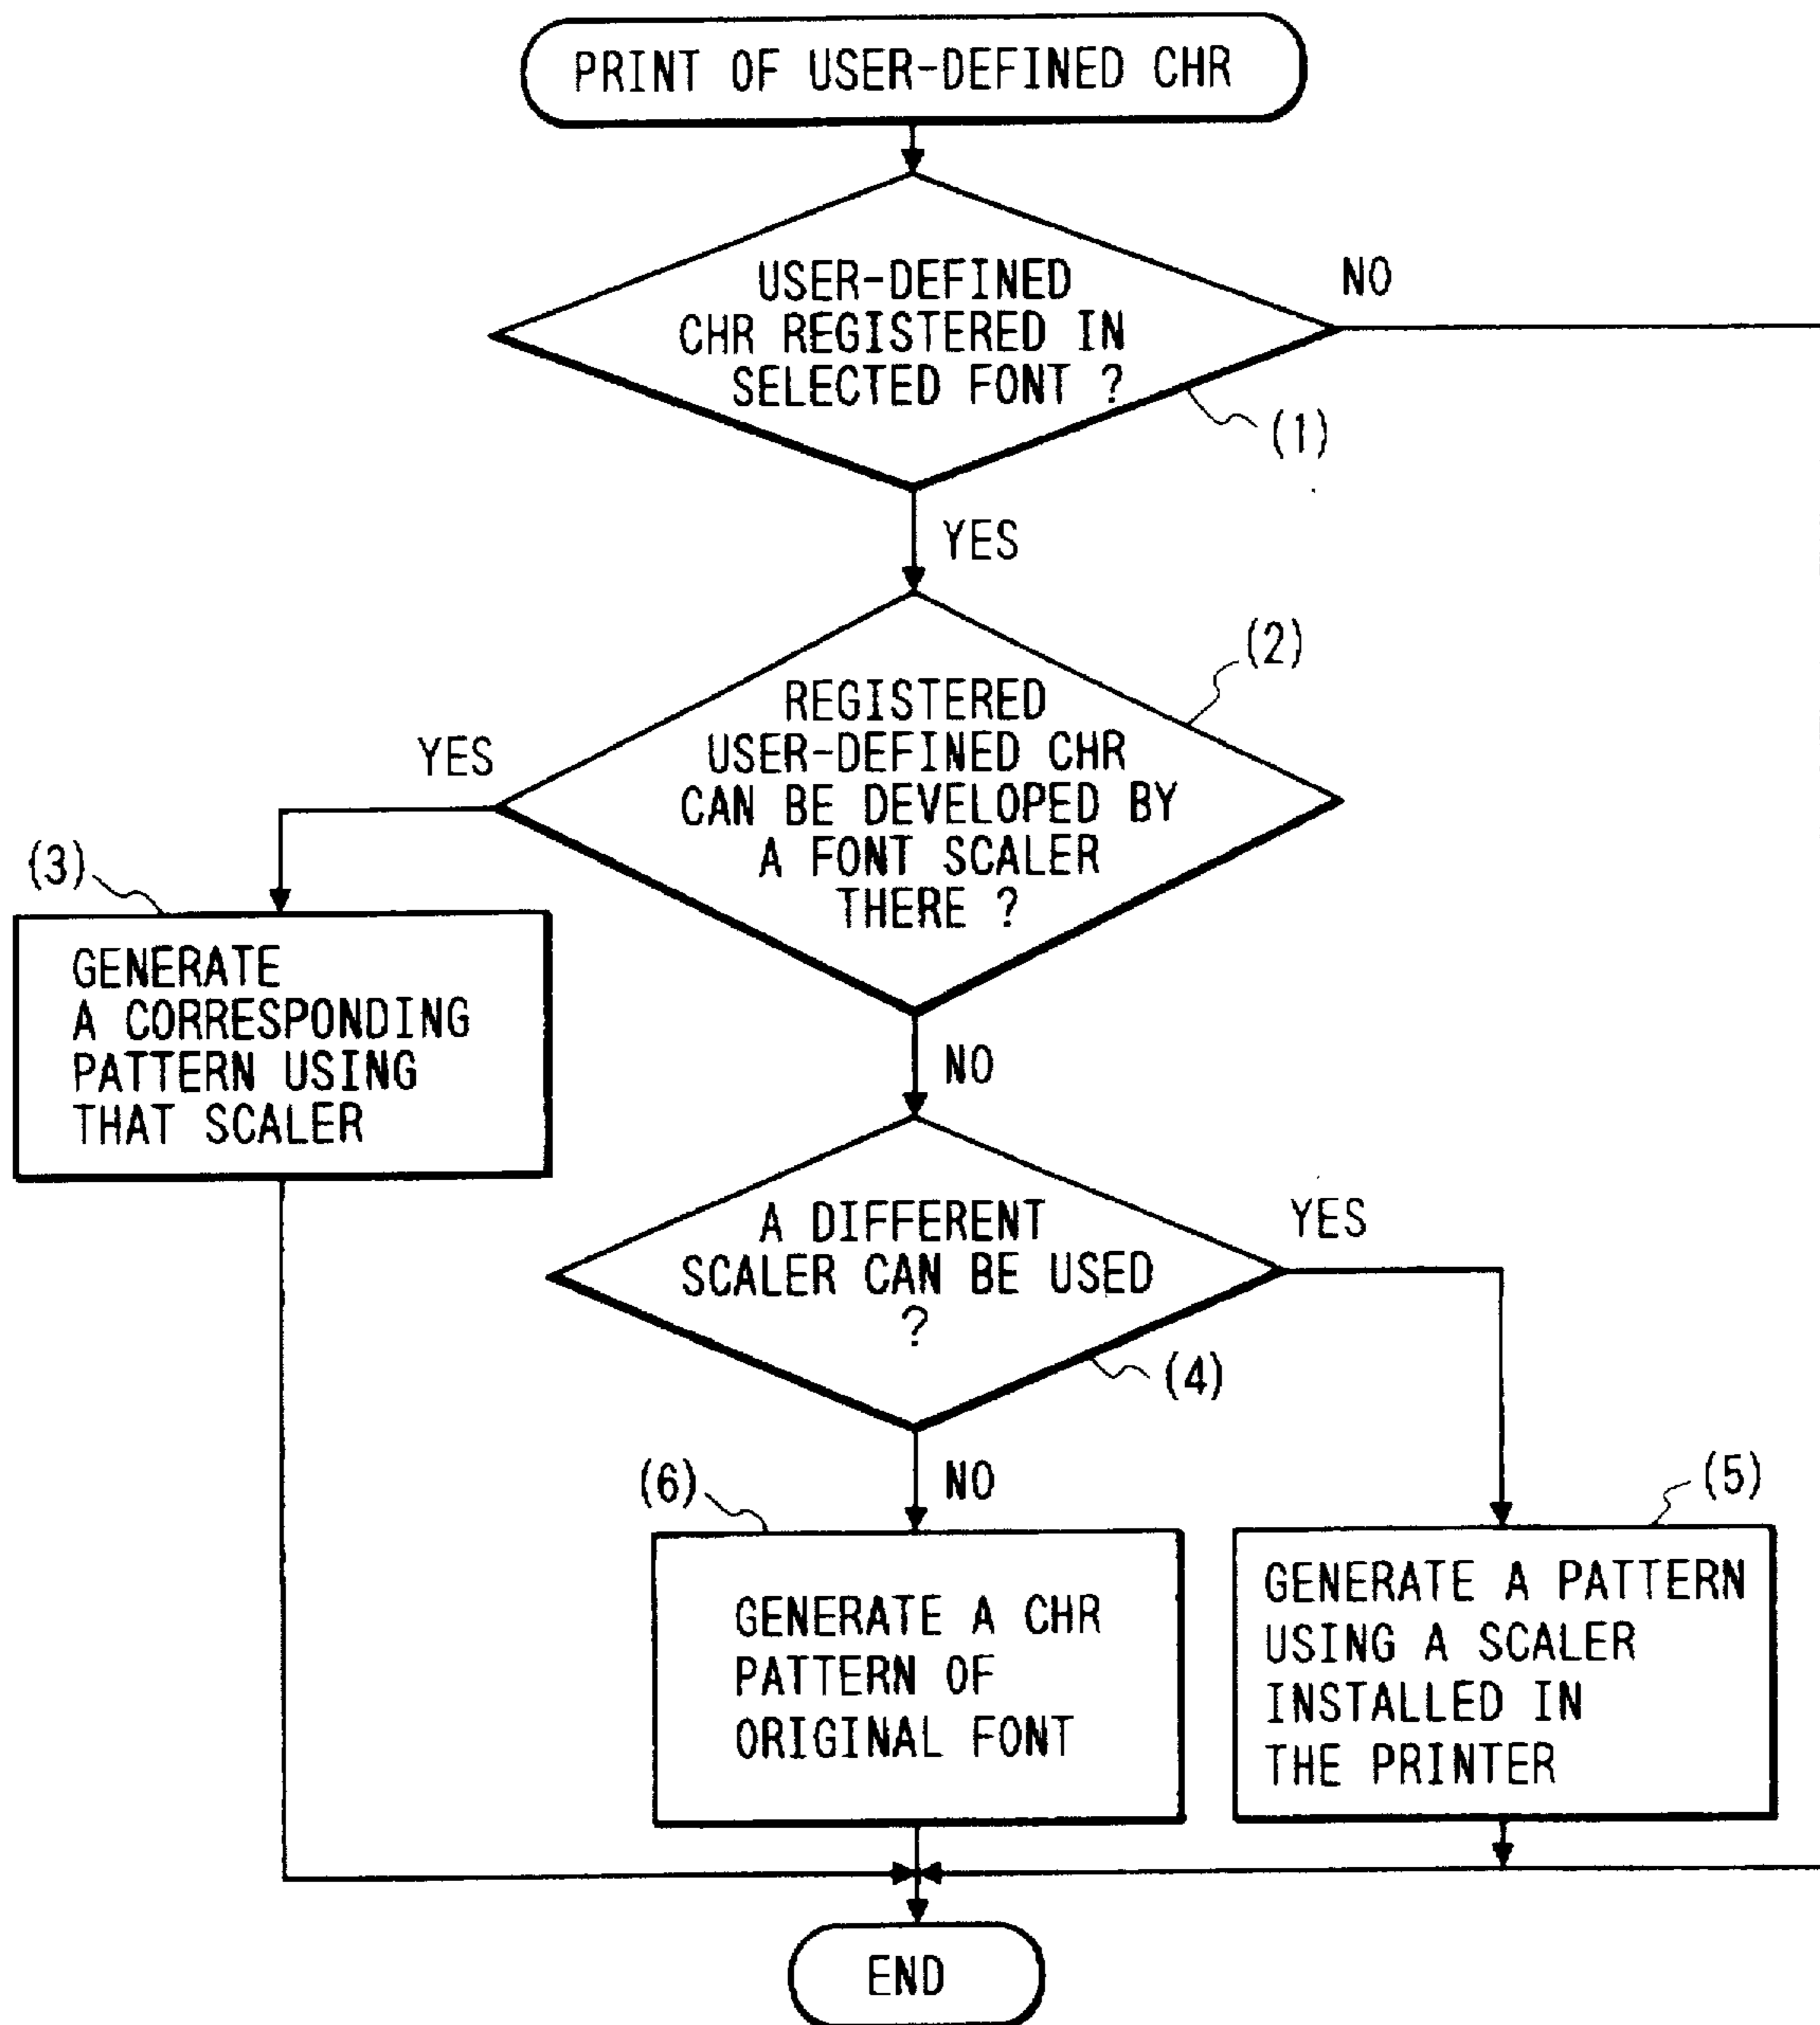 PRINT OF USER-DEFINED CHR
USER-DEFINED
CHR REGISTERED IN
SELECTED FONT ?
NO
(1)
YES
(2)
REGISTERED
USER-DEFINED CHR
CAN BE DEVELOPED BY
A FONT SCALER
THERE ?
YES
(3)
GENERATE
A CORRESPONDING
PATTERN USING
THAT SCALER
NO
A DIFFERENT
SCALER CAN BE USED
?
YES
(4)
NO
(6)
GENERATE A CHR
PATTERN OF
ORIGINAL FONT
(5)
GENERATE A PATTERN
USING A SCALER
INSTALLED IN
THE PRINTER
END